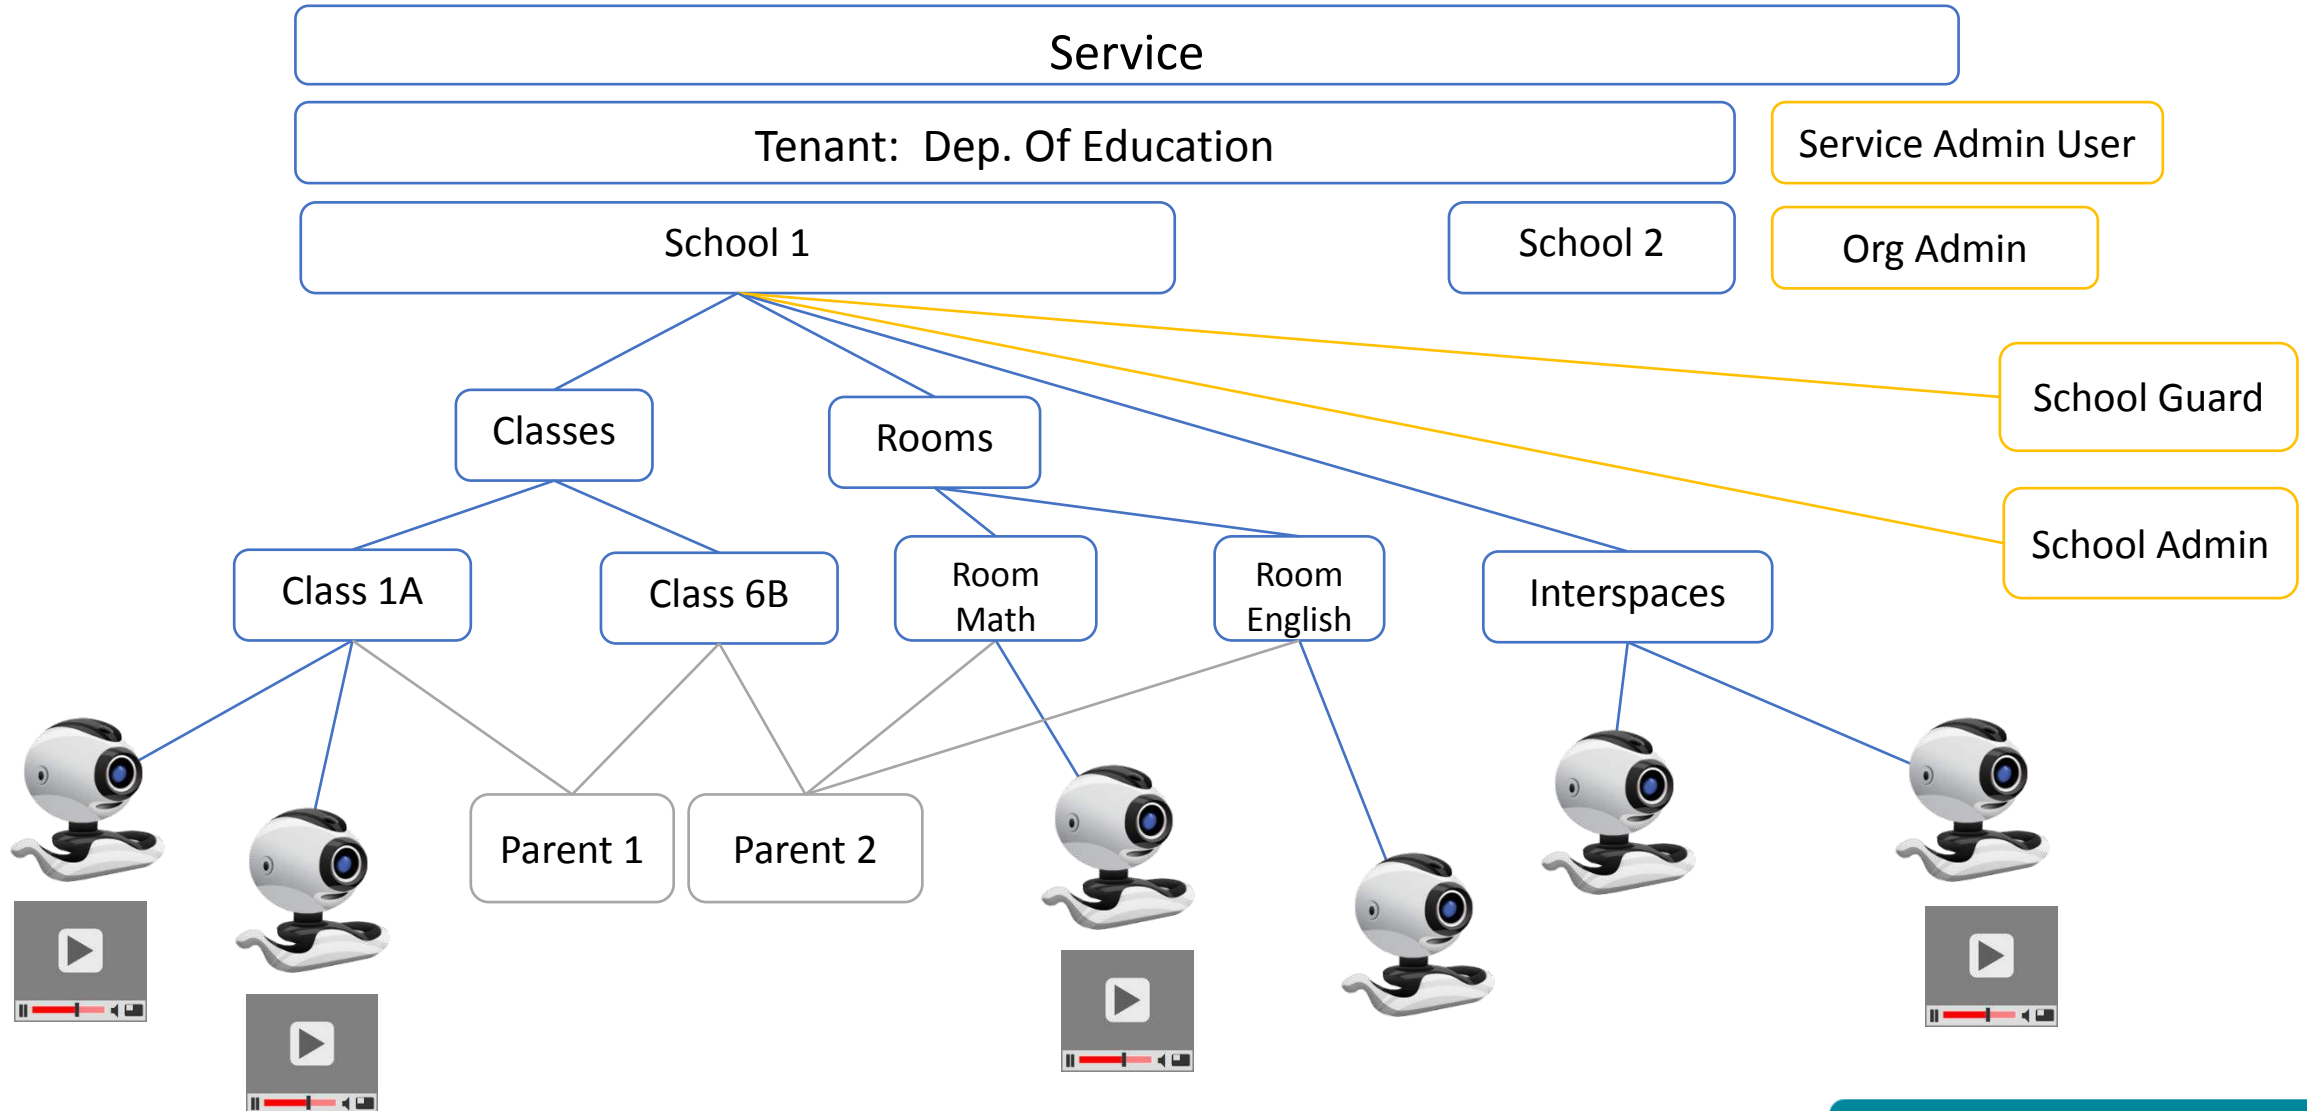 Service
Tenant:  Dep. Of Education
Service Admin User
School 1
School 2
Org Admin
School Guard
Classes
Rooms
School Admin
Class 1A
Class 6B
Room
Math
Room
English
Interspaces
Parent 1
Parent 2